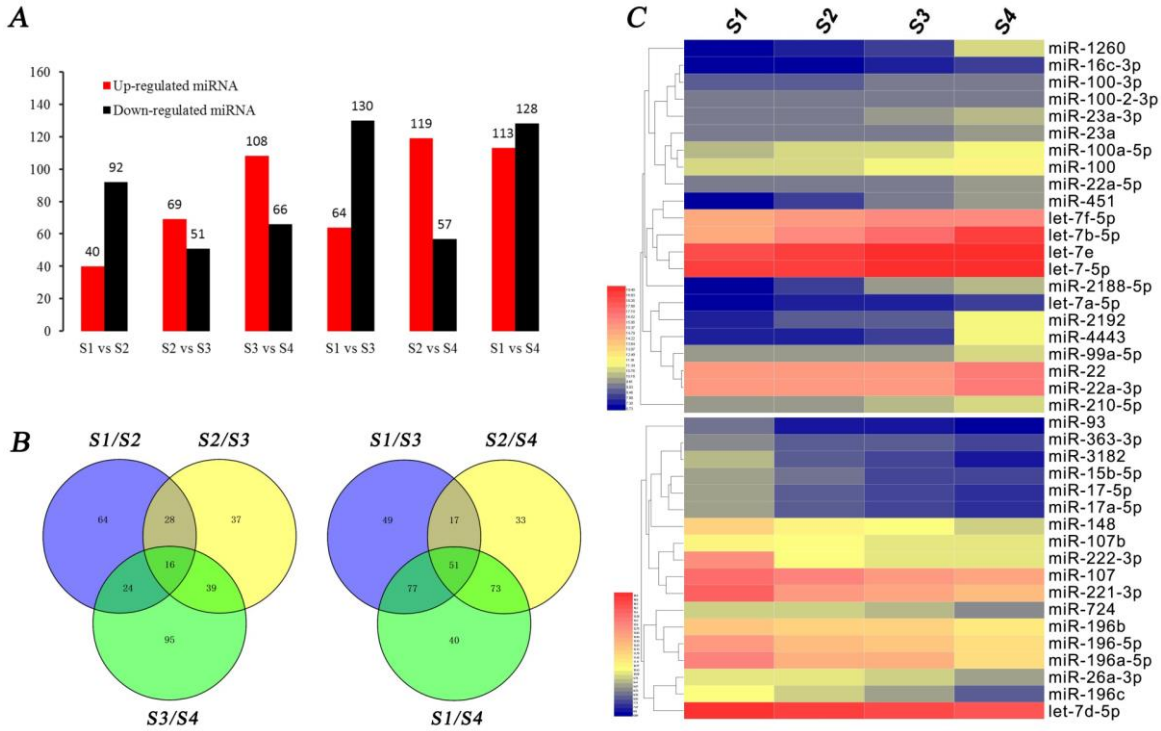 A
160
140
120
100
80
60
40
20
0
Up-regulated miRNA
Down-regulated miRNA
40
92
69
51
108
66
64
130
119
57
113
128
S1 vs S2
S2 vs S3
S3 vs S4
S1 vs S3
S2 vs S4
S1 vs S4
B
S1/S2
S2/S3
64
28
37
16
24
39
95
S3/S4
S1/S3
S2/S4
49
17
33
51
77
73
40
S1/S4
C
S1
S2
S3
S4
miR-1260
miR-16c-3p
miR-100-3p
miR-100-2-3p
miR-23a-3p
miR-23a
miR-100a-5p
miR-100
miR-22a-5p
miR-451
let-7f-5p
let-7b-5p
let-7e
let-7-5p
miR-2188-5p
let-7a-5p
miR-2192
miR-4443
miR-99a-5p
miR-22
miR-22a-3p
miR-210-5p
miR-93
miR-363-3p
miR-3182
miR-15b-5p
miR-17-5p
miR-17a-5p
miR-148
miR-107b
miR-222-3p
miR-107
miR-221-3p
miR-724
miR-196b
miR-196-5p
miR-196a-5p
miR-26a-3p
miR-196c
let-7d-5p